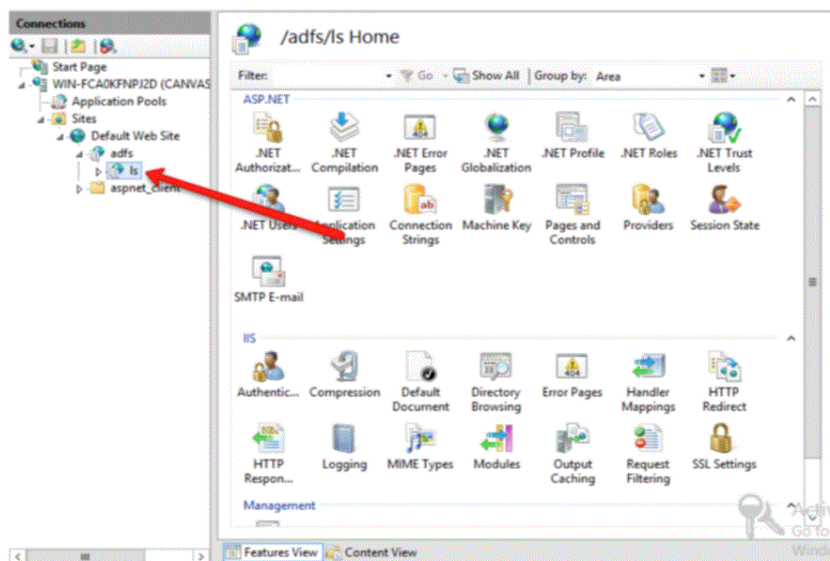 Connections
Start Page
WIN-FCA0KFNPJ2D (CANVAS
Application Pools
Sites
Default Web Site
adfs
ls
aspnet_client
/adfs/ls Home
Filter: Go Show All Group by: Area
ASP.NET
.NET Authorizat... .NET Compilation .NET Error Pages .NET Globalization .NET Profile .NET Roles .NET Trust Levels
.NET Users Application Settings Connection Strings Machine Key Pages and Controls Providers Session State
SMTP E-mail
IIS
Authentic... Compression Default Document Directory Browsing Error Pages Handler Mappings HTTP Redirect
HTTP Respon... Logging MIME Types Modules Output Caching Request Filtering SSL Settings
Management
Features View Content View
Go to